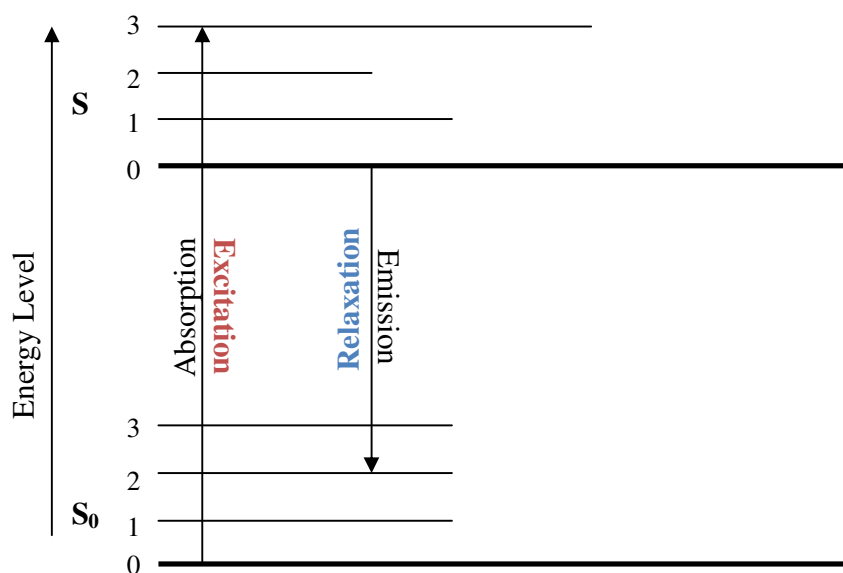 3
2
S
1
0
Energy Level
Absorption
Excitation
Relaxation
Emission
3
2
S₀
1
0